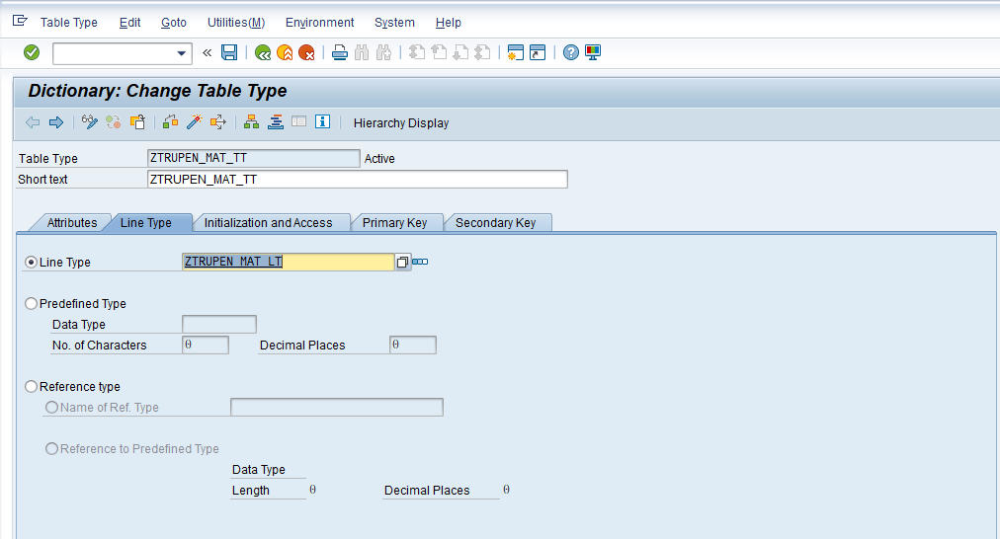 Table Type Edit Goto Utilities(M) Environment System Help
«
Dictionary: Change Table Type
Hierarchy Display
Table Type ZTRUPEN_MAT_TT Active
Short text ZTRUPEN_MAT_TT
Attributes Line Type Initialization and Access Primary Key Secondary Key
Line Type ZTRUPEN_MAT_LT
Predefined Type
Data Type
No. of Characters 0 Decimal Places 0
Reference type
Name of Ref. Type
Reference to Predefined Type
Data Type
Length 0 Decimal Places 0